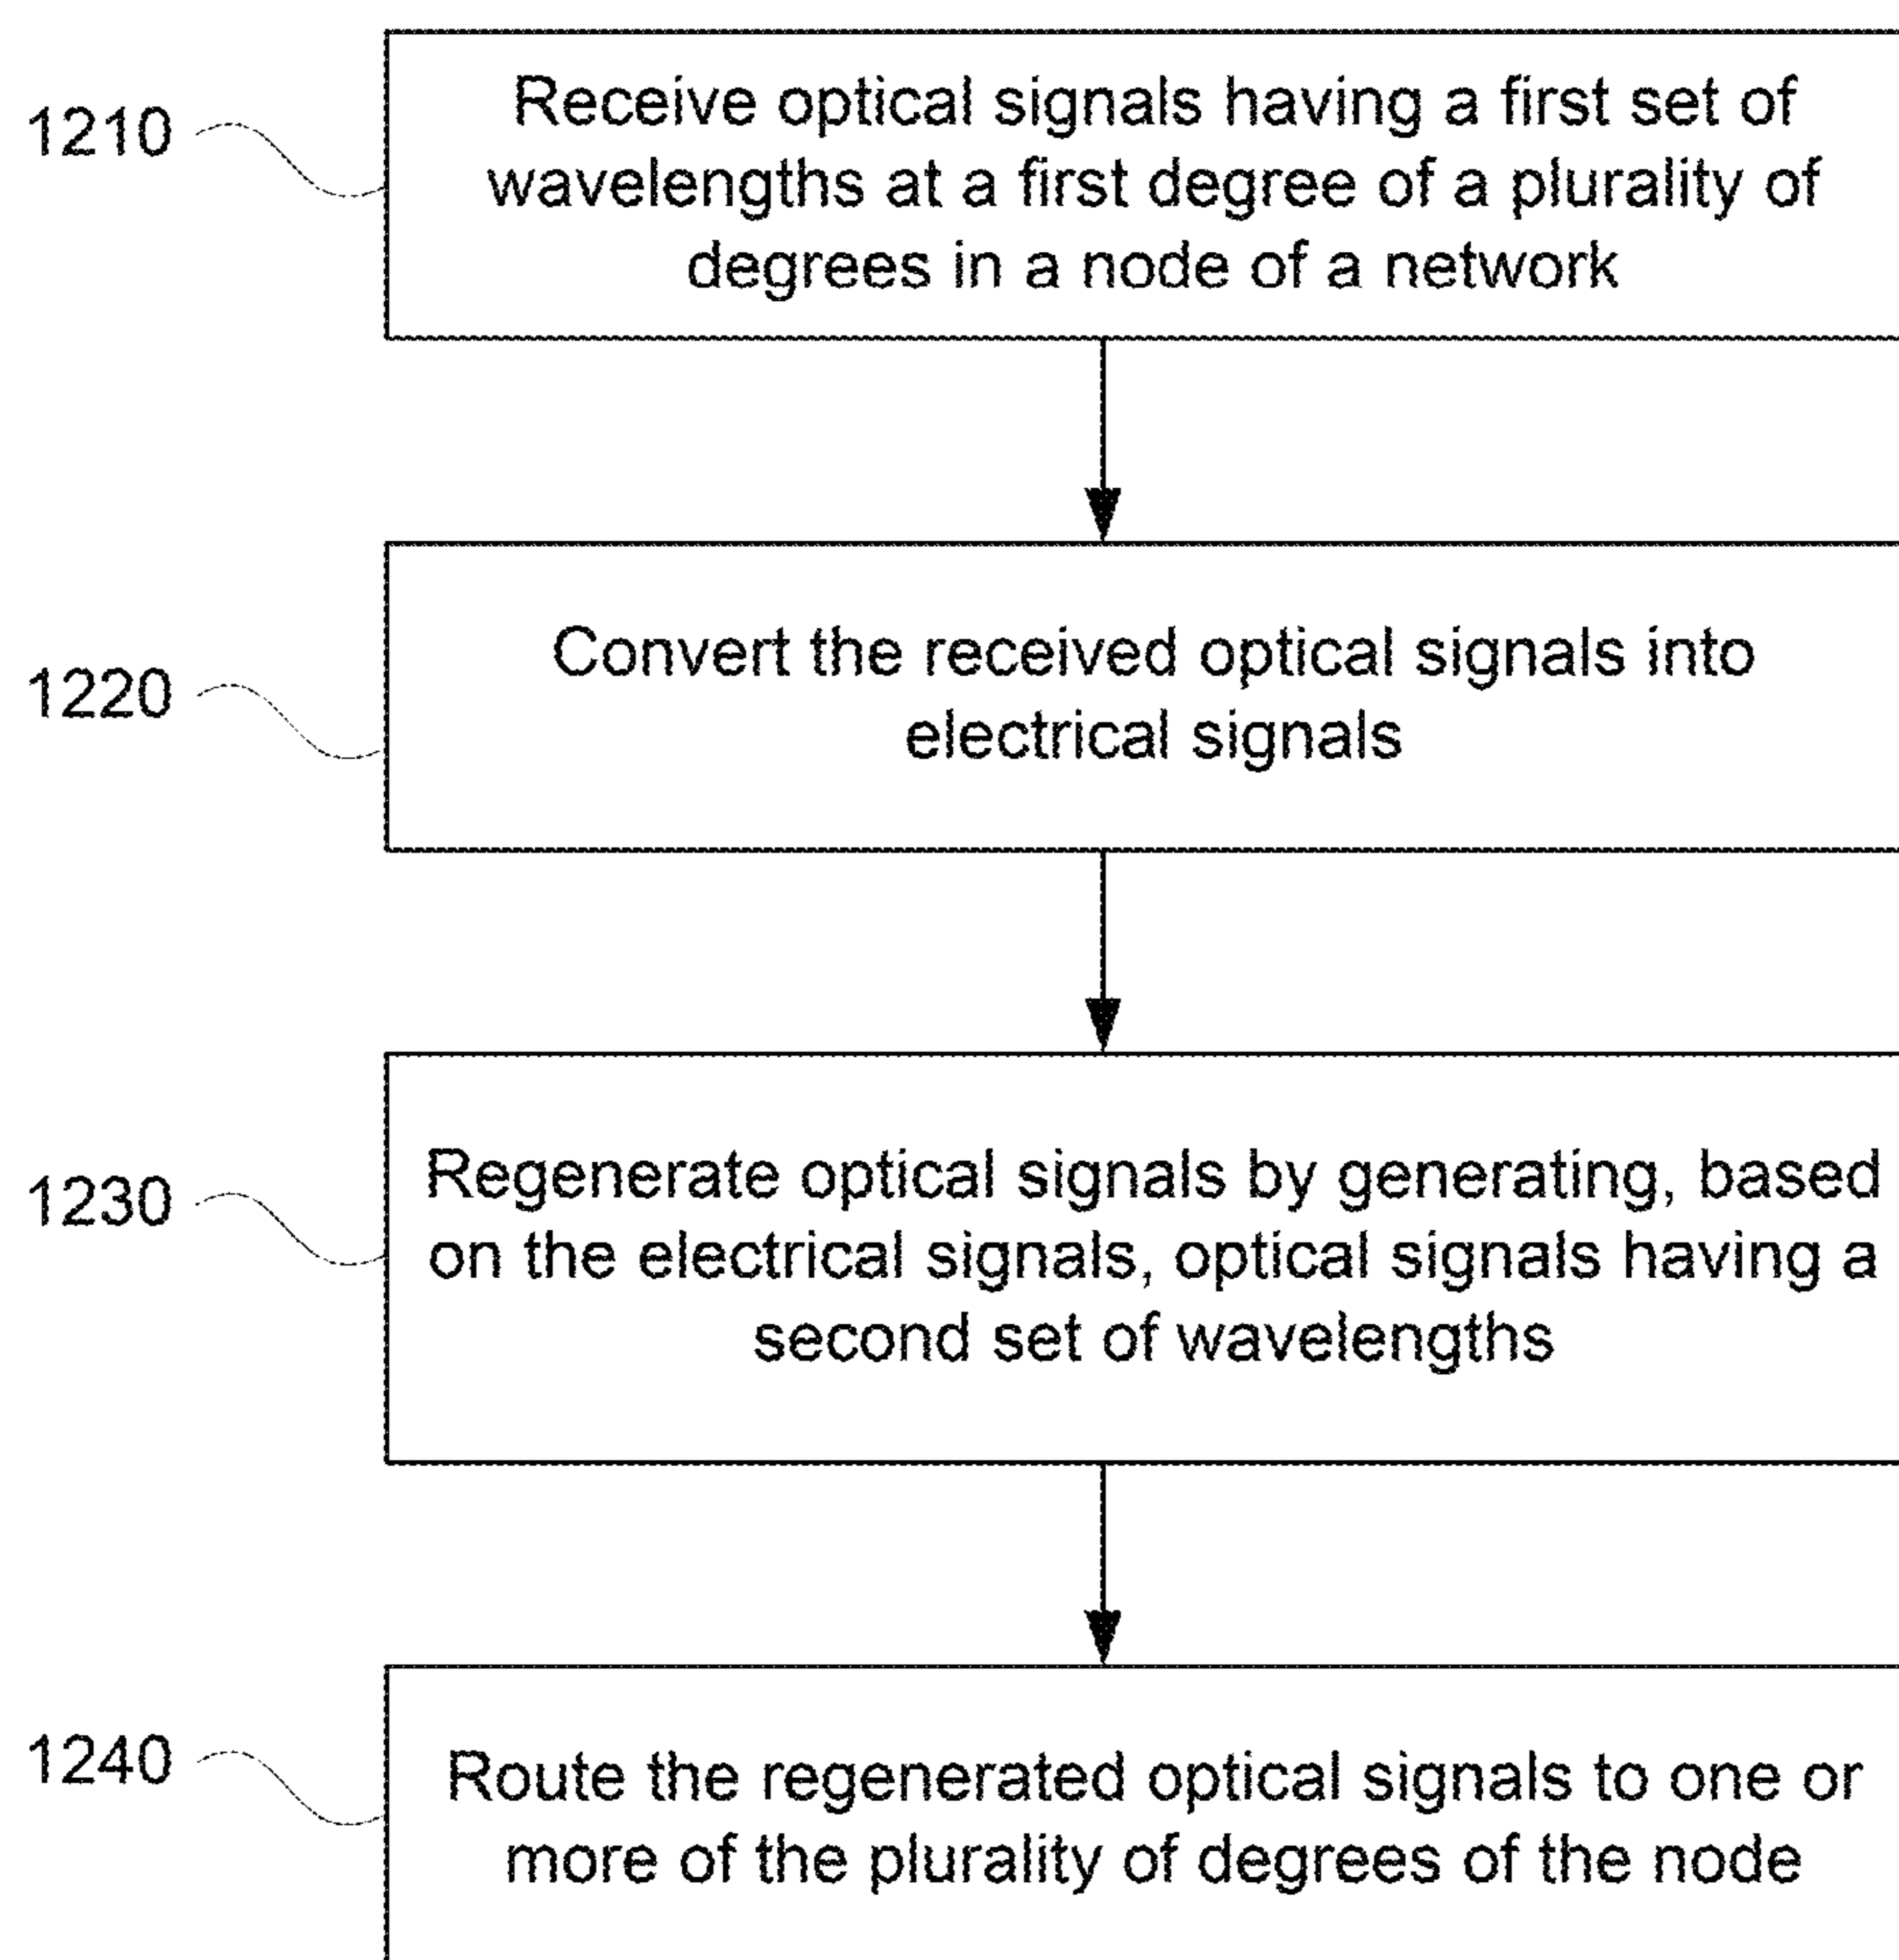 1210
Receive optical signals having a first set of
wavelengths at a first degree of a plurality of
degrees in a node of a network
1220
Convert the received optical signals into
electrical signals
1230
Regenerate optical signals by generating, based
on the electrical signals, optical signals having a
second set of wavelengths
1240
Route the regenerated optical signals to one or
more of the plurality of degrees of the node